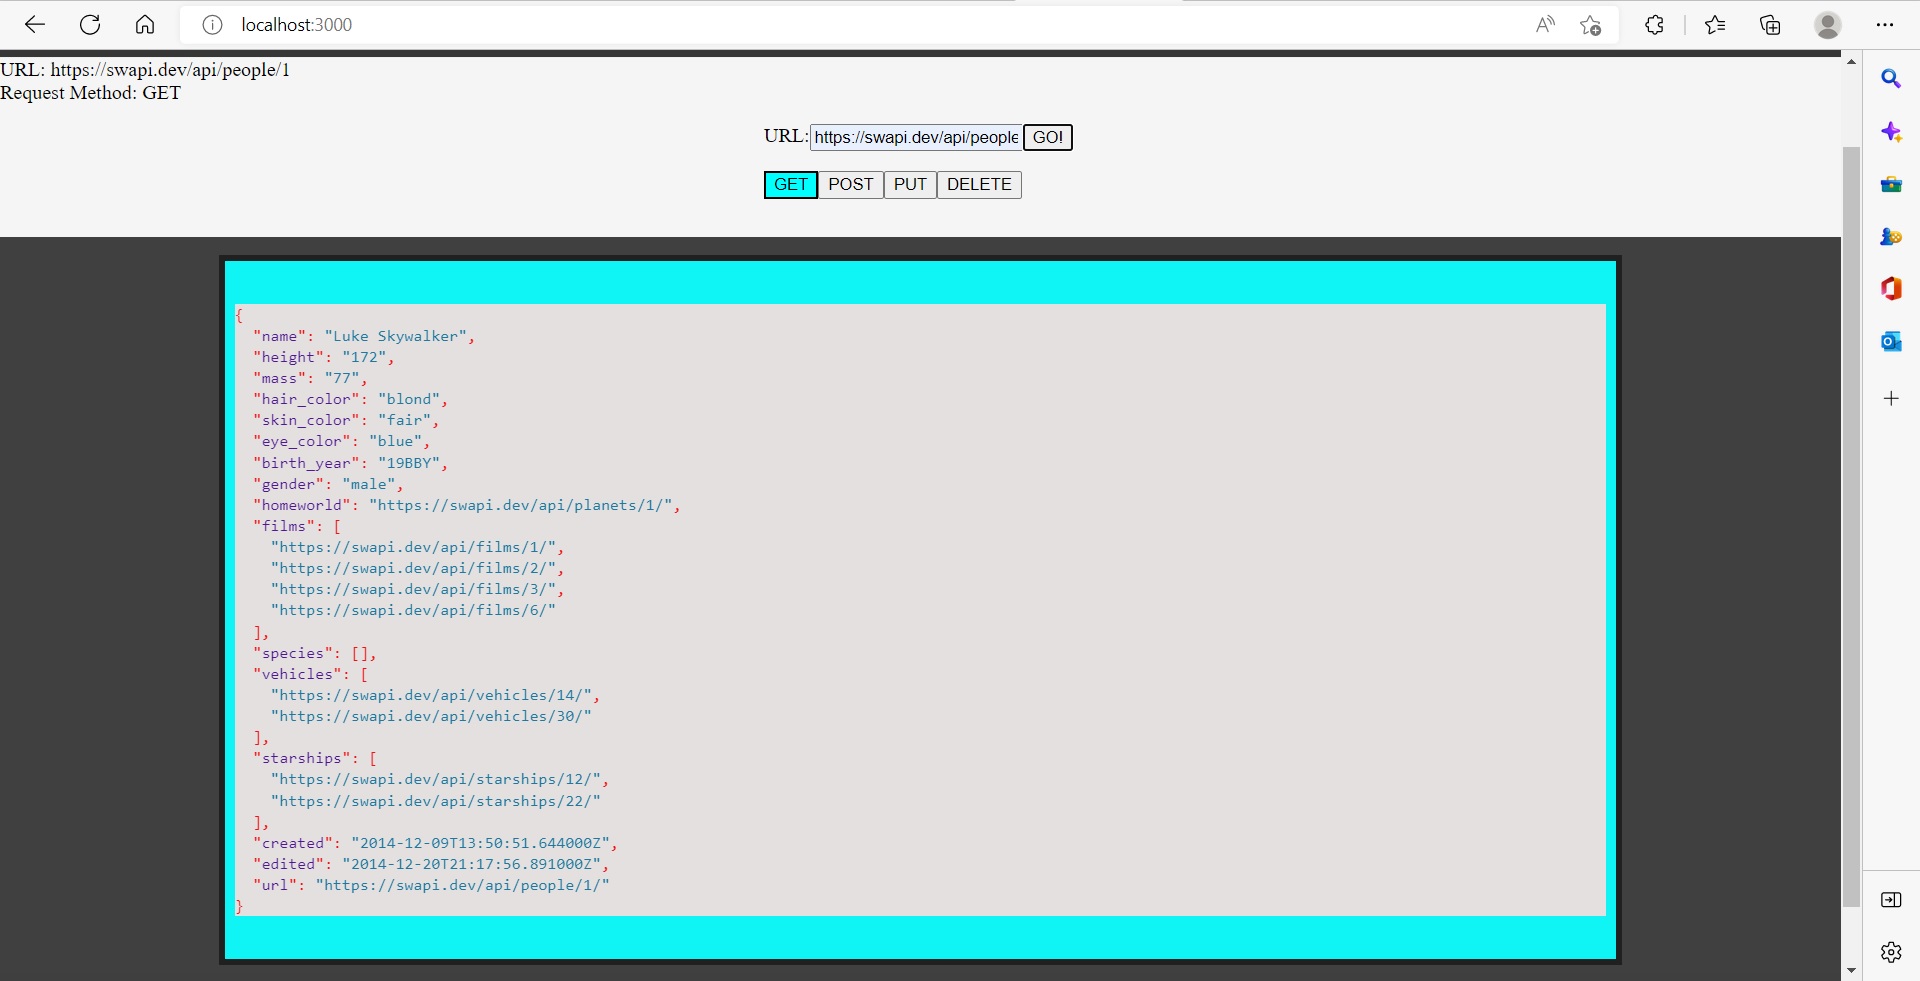 localhost:3000
URL: https://swapi.dev/api/people/1
Request Method: GET
URL: https://swapi.dev/api/people GO!
GET POST PUT DELETE
{
"name": "Luke Skywalker",
"height": "172",
"mass": "77",
"hair_color": "blond",
"skin_color": "fair",
"eye_color": "blue",
"birth_year": "19BBY",
"gender": "male",
"homeworld": "https://swapi.dev/api/planets/1/",
"films": [
"https://swapi.dev/api/films/1/",
"https://swapi.dev/api/films/2/",
"https://swapi.dev/api/films/3/",
"https://swapi.dev/api/films/6/"
],
"species": [],
"vehicles": [
"https://swapi.dev/api/vehicles/14/",
"https://swapi.dev/api/vehicles/30/"
],
"starships": [
"https://swapi.dev/api/starships/12/",
"https://swapi.dev/api/starships/22/"
],
"created": "2014-12-09T13:50:51.644000Z",
"edited": "2014-12-20T21:17:56.891000Z",
"url": "https://swapi.dev/api/people/1/"
}